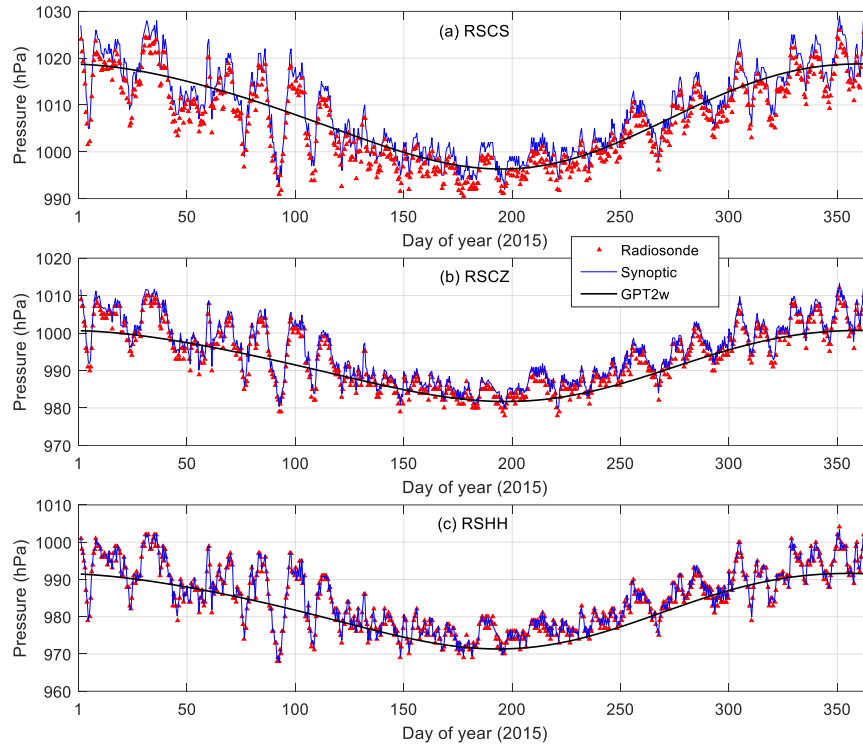 (a) RSCS
Pressure (hPa)
1030
1020
1010
1000
990
1 50 100 150 200 250 300 350
Day of year (2015)
Radiosonde
Synoptic
GPT2w
(b) RSCZ
Pressure (hPa)
1020
1010
1000
990
980
970
1 50 100 150 200 250 300 350
Day of year (2015)
(c) RSHH
Pressure (hPa)
1010
1000
990
980
970
960
1 50 100 150 200 250 300 350
Day of year (2015)